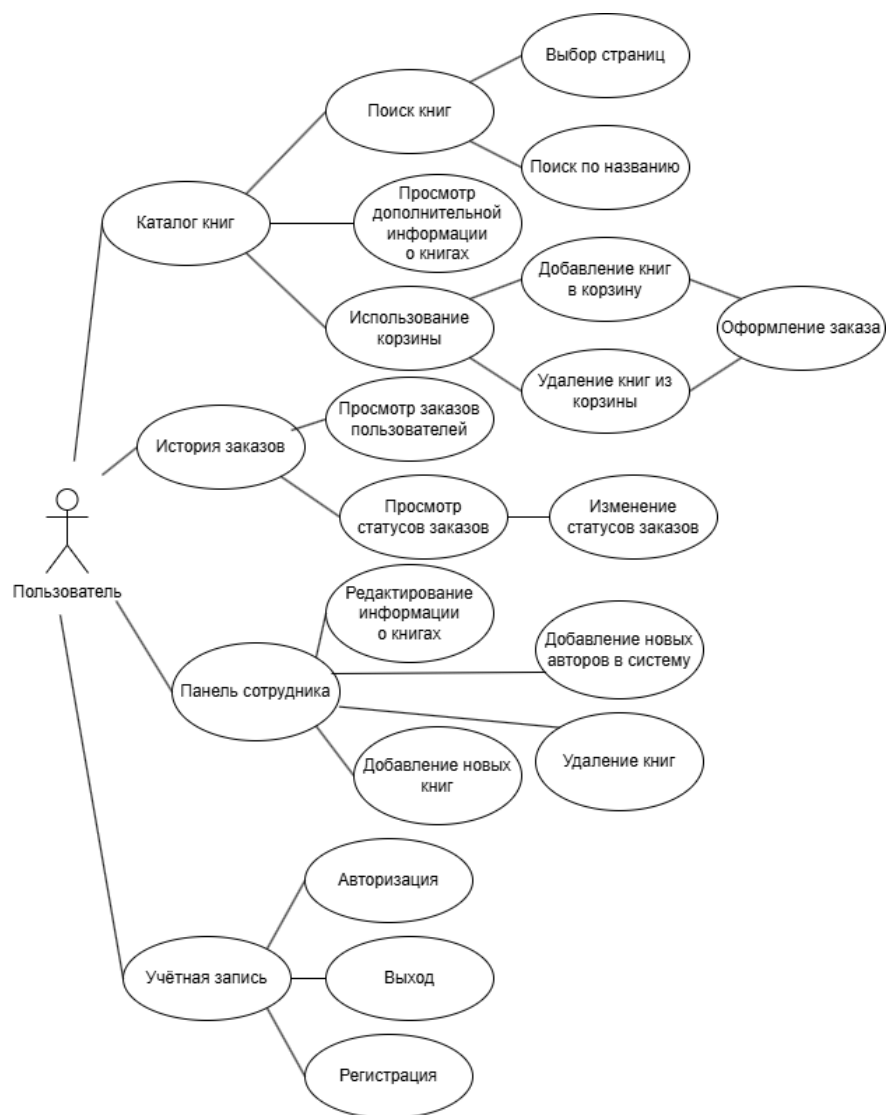 Выбор страниц
Поиск книг
Поиск по названию
Просмотр
дополнительной
информации
о книгах
Каталог книг
Добавление книг
в корзину
Использование
корзины
Оформление заказа
Удаление книг из
корзины
Просмотр заказов
пользователей
История заказов
Просмотр
статусов заказов
Изменение
статусов заказов
Пользователь
Редактирование
информации
о книгах
Добавление новых
авторов в систему
Панель сотрудника
Добавление новых
книг
Удаление книг
Авторизация
Учётная запись
Выход
Регистрация